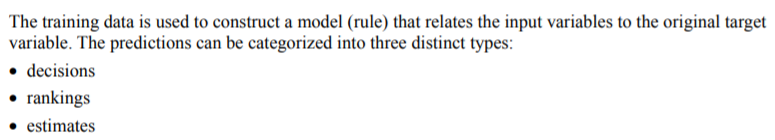 The training data is used to construct a model (rule) that relates the input variables to the original target
variable. The predictions can be categorized into three distinct types:
• decisions
• rankings
• estimates